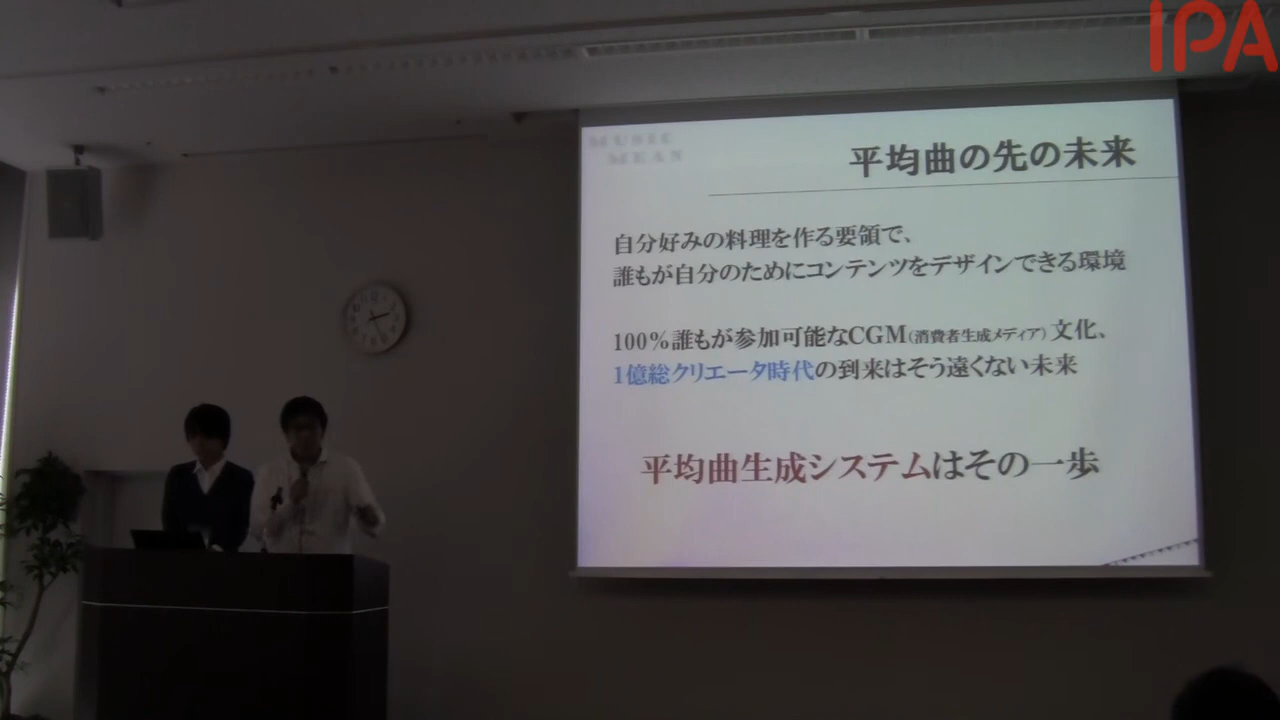 IPA
MUSIC
MEAN
平均曲の先の未来
自分好みの料理を作る要領で、
誰もが自分のためにコンテンツをデザインできる環境
100%誰もが参加可能なCGM(消費者生成メディア)文化、
1億総クリエータ時代の到来はそう遠くない未来
平均曲生成システムはその一歩